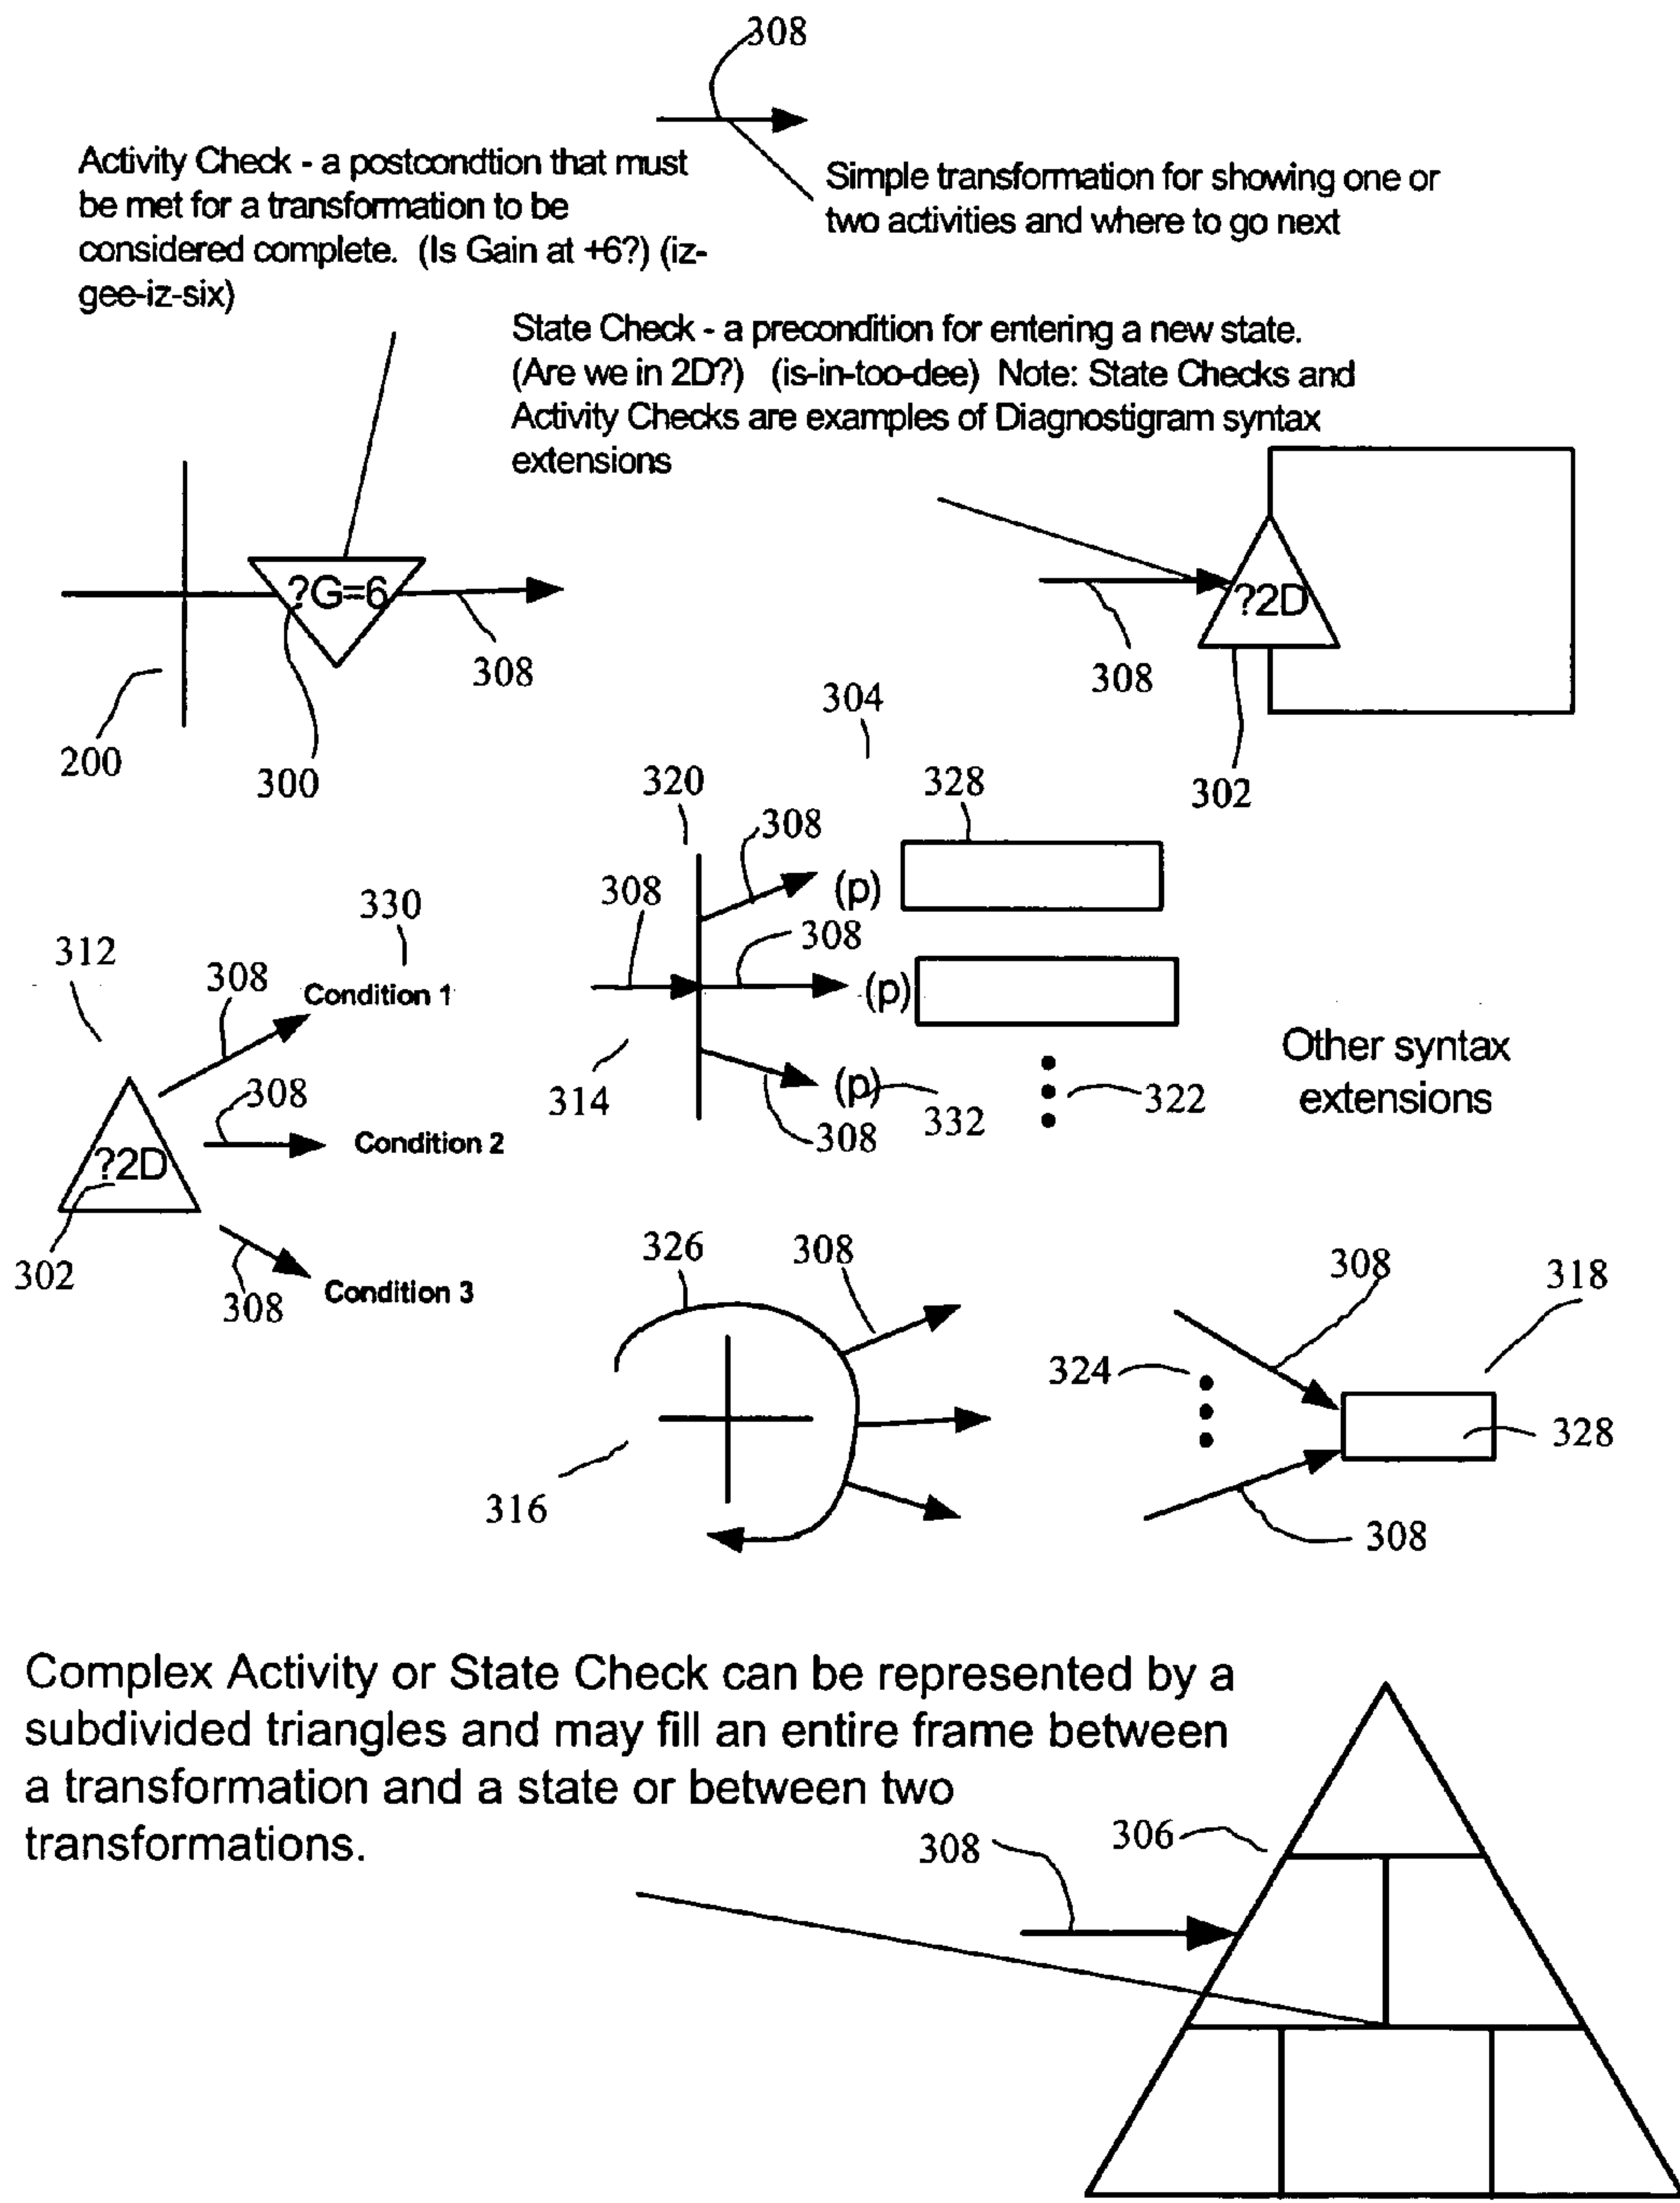 308
Activity Check - a postcondtion that must
be met for a transformation to be
considered complete. (Is Gain at +6?) (iz-
gee-iz-six)
Simple transformation for showing one or
two activities and where to go next
State Check - a precondition for entering a new state.
(Are we in 2D?) (is-in-too-dee) Note: State Checks and
Activity Checks are examples of Diagnostigram syntax
extensions
?G=6
308
200
300
?2D
308
302
304
320
328
308
(p)
308
308
(p)
314
308
(p)
332
322
Other syntax
extensions
312
330
308
Condition 1
308
Condition 2
?2D
302
308
Condition 3
326
308
316
308
318
324
328
308
Complex Activity or State Check can be represented by a
subdivided triangles and may fill an entire frame between
a transformation and a state or between two
transformations.
308
306